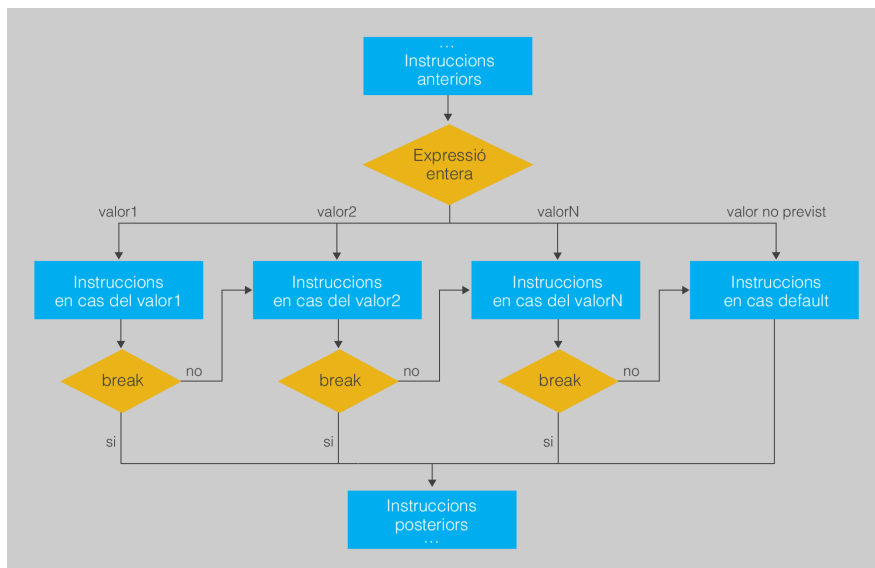 ...
Instruccions
anteriors
Expressió
entera
valor1
valor2
valorN
valor no previst
Instruccions
en cas del valor1
Instruccions
en cas del valor2
Instruccions
en cas del valorN
Instruccions
en cas default
break
no
break
no
break
no
si
si
si
Instruccions
posteriors
...